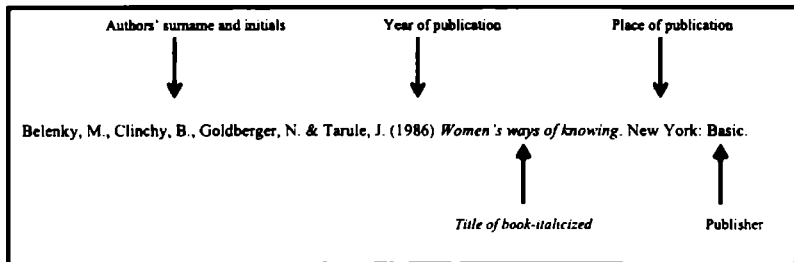 Authors' surname and initials Year of publication Place of publication
Belenky, M., Clinchy, B., Goldberger, N. & Tarule, J. (1986) Women's ways of knowing. New York: Basic.
Title of book-italicized Publisher